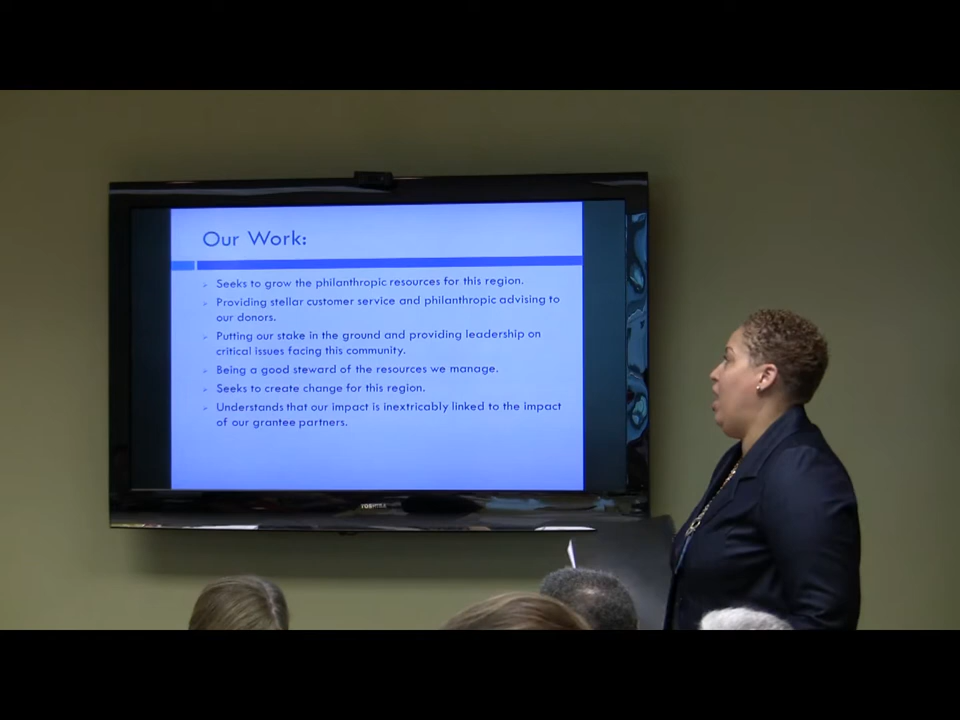 Our Work:
Seeks to grow the philanthropic resources for this region.
Providing stellar customer service and philanthropic advising to
our donors.
Putting our stake in the ground and providing leadership on
critical issues facing this community.
Being a good steward of the resources we manage.
Seeks to create change for this region.
Understands that our impact is inextricably linked to the impact
of our grantee partners.
TOSHIBA